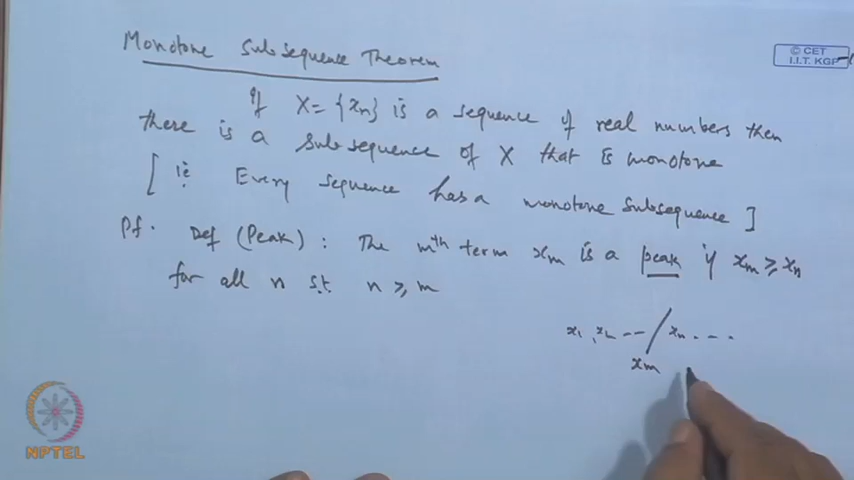 Monotone Subsequence Theorem
© CET
I.I.T. KGP
If X = {xn} is a sequence of real numbers then
there is a subsequence of X that is monotone
[ ie Every sequence has a monotone subsequence ]
Pf. Def (Peak) : The mth term xm is a peak if xm ≥ xn
for all n s.t. n ≥ m
x1, x2, -- / xn . - - .
xm
NPTEL